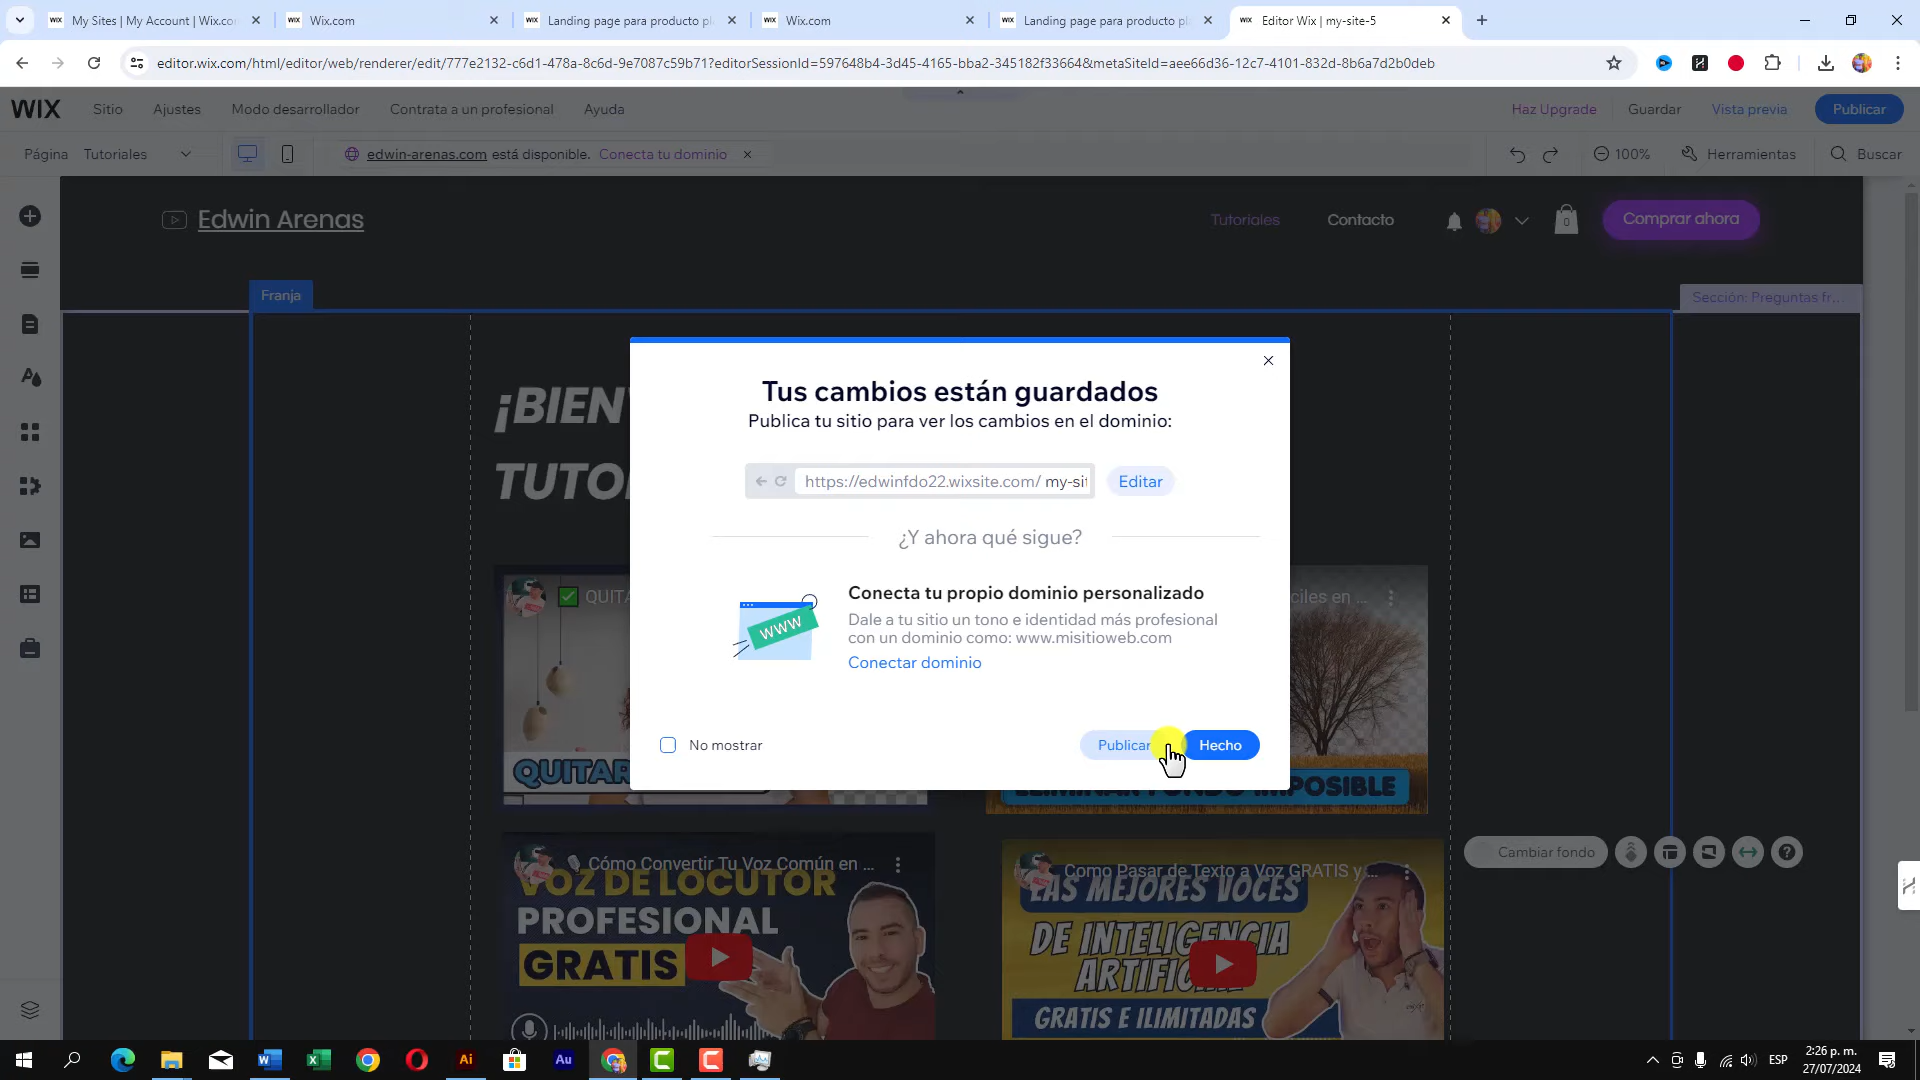 My Sites | My Account | Wix.co
Wix.com
Landing page para producto pl
Wix.com
Landing page para producto pl
Editor Wix | my-site-5
editor.wix.com/html/editor/web/renderer/edit/777e2132-c6d1-478a-8c6d-9e7087c59b71?editorSessionId=597648b4-3d45-4165-bba2-345182f33664&metaSiteId=aee66d36-12c7-4101-832d-8b6a7d2b0deb
WIX
Sitio
Ajustes
Modo desarrollador
Contrata a un profesional
Ayuda
Haz Upgrade
Guardar
Vista previa
Publicar
Página
Tutoriales
edwin-arenas.com está disponible. Conecta tu dominio
100%
Herramientas
Buscar
Edwin Arenas
Tutoriales
Contacto
0
Comprar ahora
Franja
Sección: Preguntas fr...
¡BIEN
TUTO
Tus cambios están guardados
Publica tu sitio para ver los cambios en el dominio:
https://edwinfdo22.wixsite.com/ my-sit
Editar
¿Y ahora qué sigue?
WWW
Conecta tu propio dominio personalizado
Dale a tu sitio un tono e identidad más profesional
con un dominio como: www.misitioweb.com
Conectar dominio
No mostrar
Publicar
Hecho
QUITA
ciles en ...
QUITAR
IMPOSIBLE
Cambiar fondo
Cómo Convertir Tu Voz Común en ...
VOZ DE LOCUTOR
PROFESIONAL
GRATIS
Como Pasar de Texto a Voz GRATIS y...
LAS MEJORES VOCES
DE INTELIGENCIA
GRATIS E ILIMITADAS
ESP
2:26 p. m.
27/07/2024